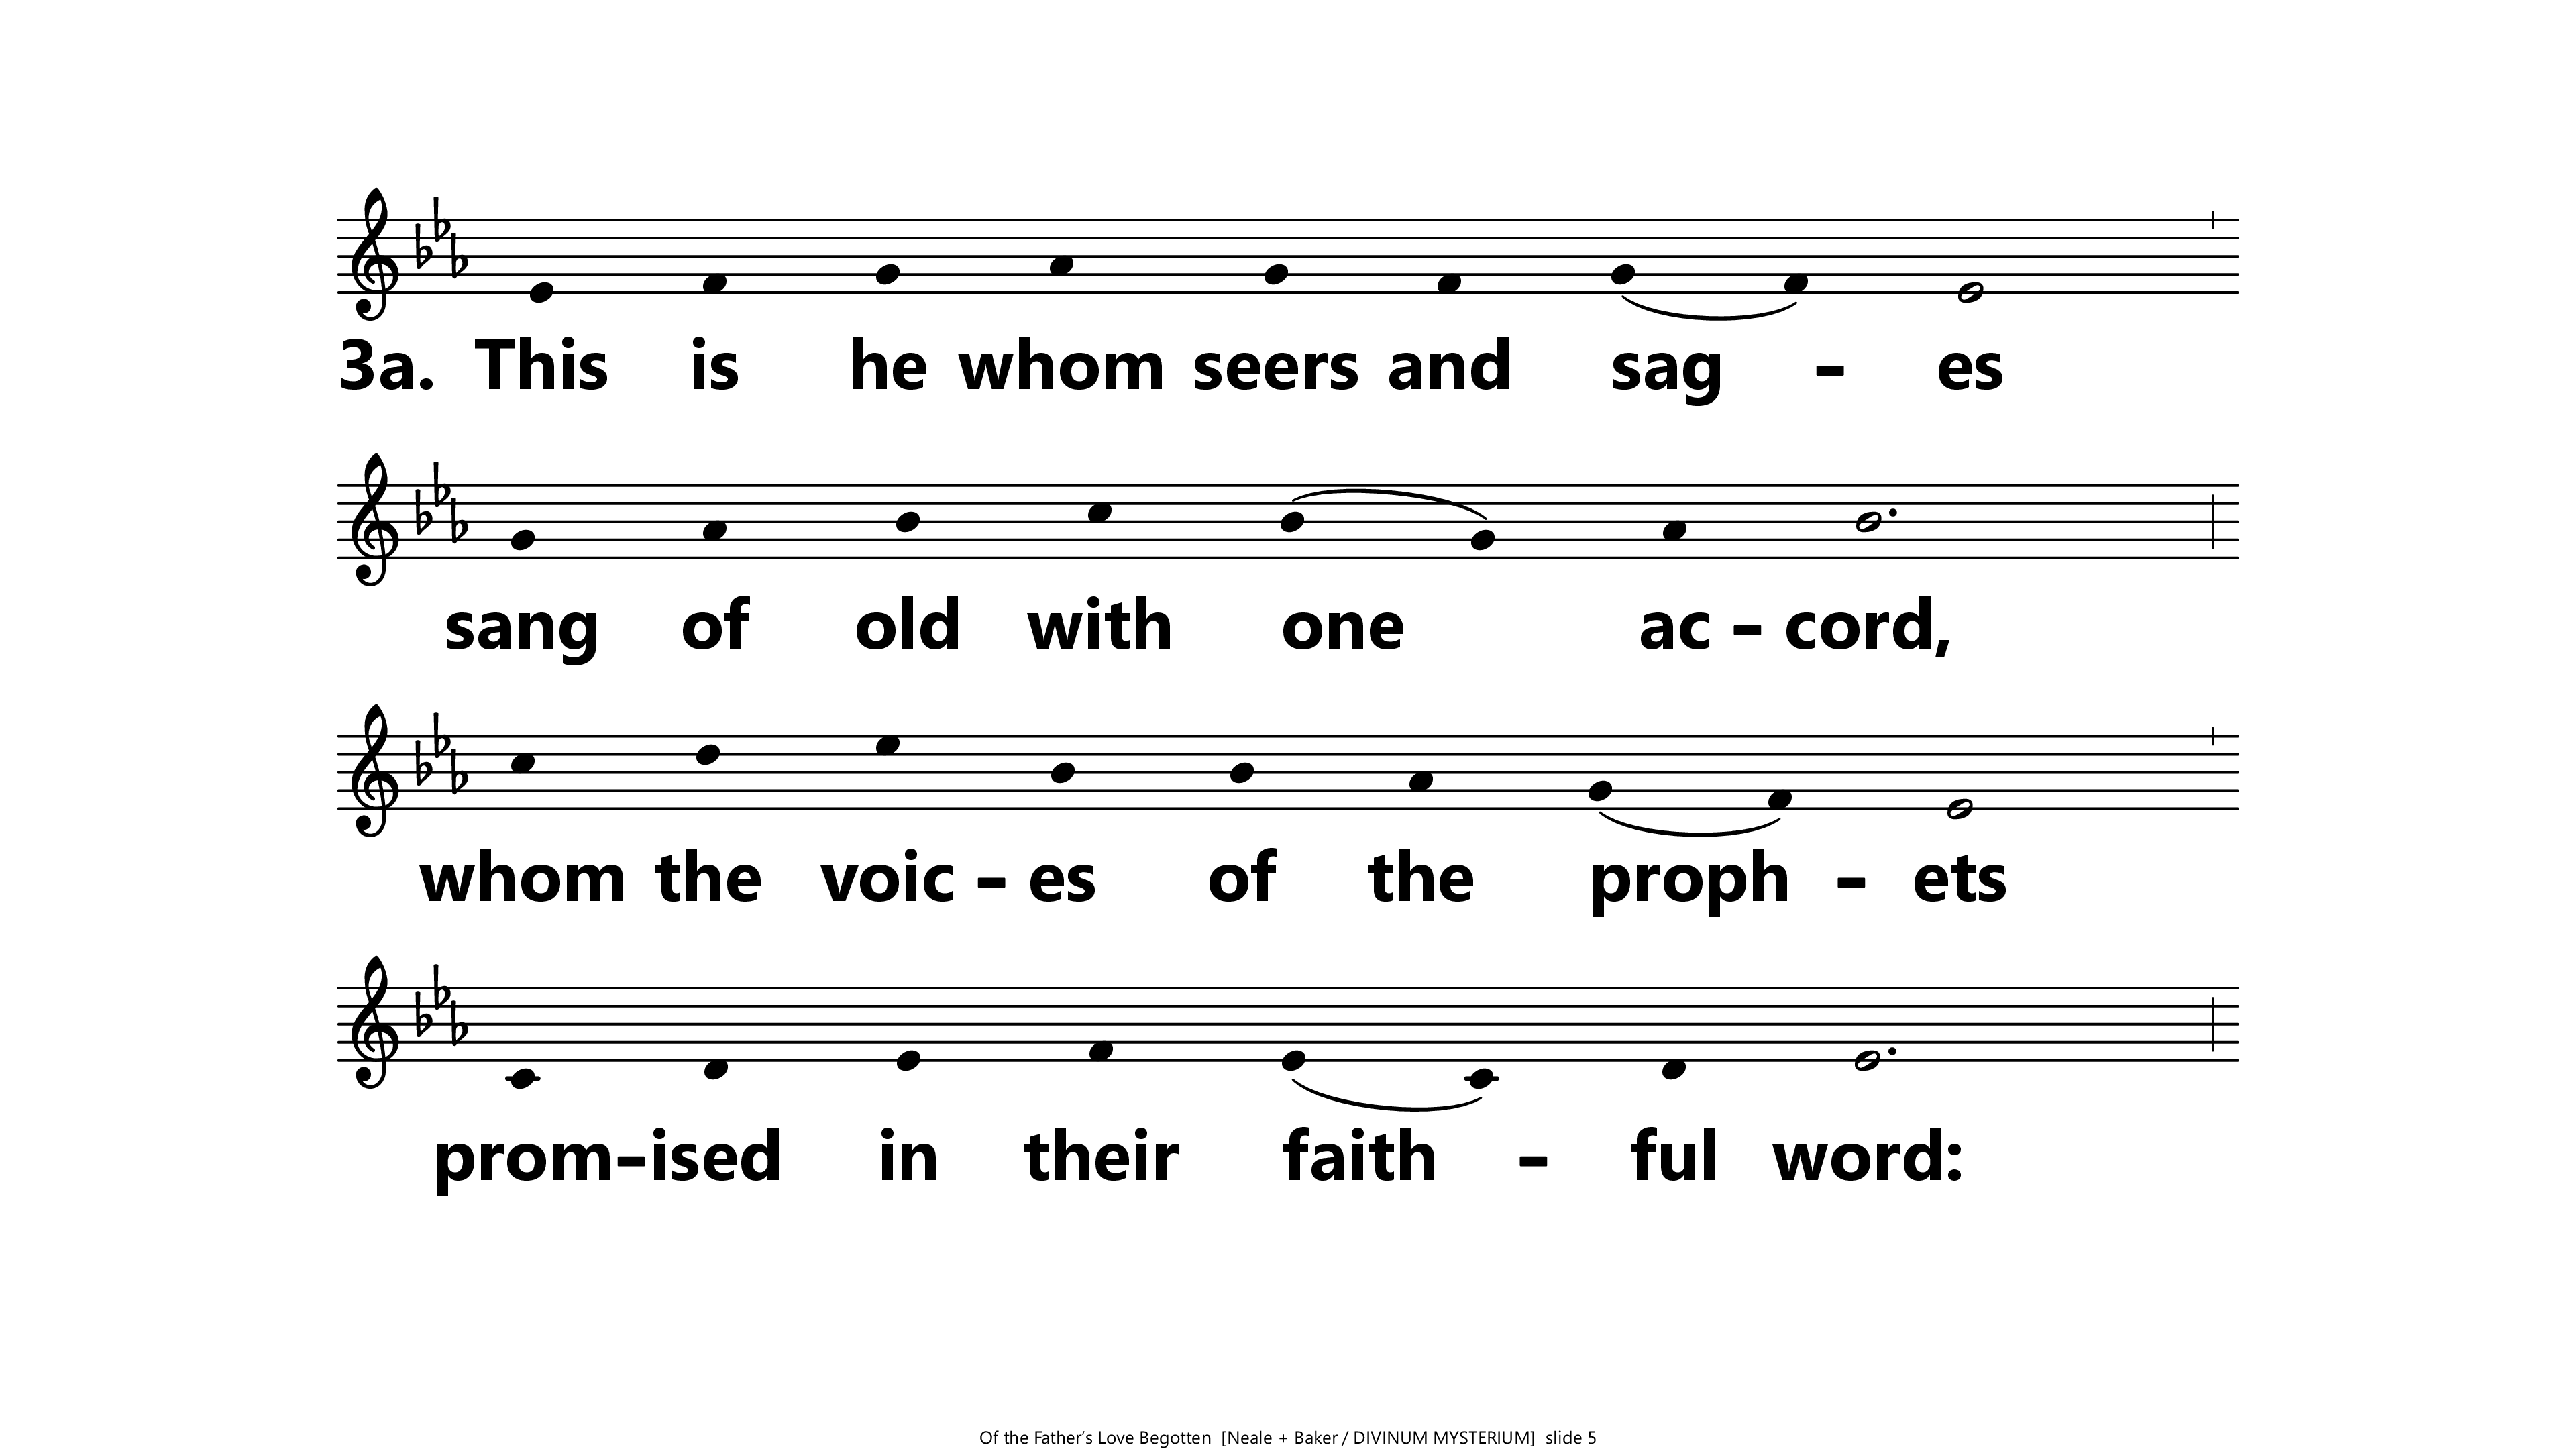 3a. This is he whom seers and sag - es
sang of old with one ac - cord,
whom the voic - es of the proph - ets
prom-ised in their faith - ful word:
Of the Father’s Love Begotten [Neale + Baker / DIVINUM MYSTERIUM] slide 5